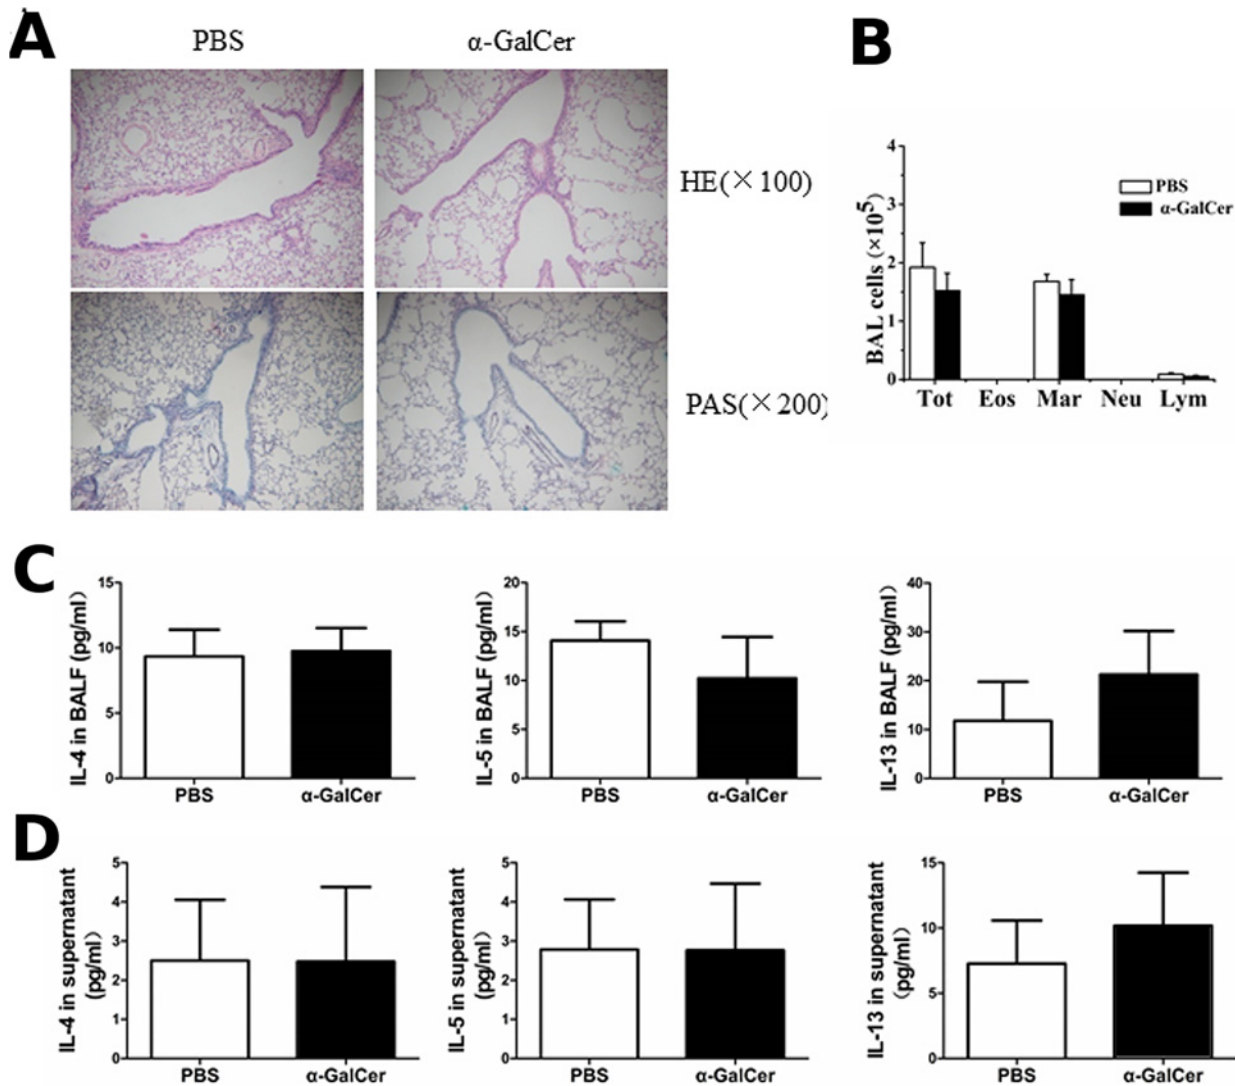 A
PBS
α-GalCer
HE(×100)
PAS(×200)
B
BAL cells (×10⁵)
4
3
2
1
0
PBS
α-GalCer
Tot Eos Mar Neu Lym
C
IL-4 in BALF (pg/ml)
15
10
5
0
PBS α-GalCer
IL-5 in BALF (pg/ml)
20
15
10
5
0
PBS α-GalCer
IL-13 in BALF (pg/ml)
40
30
20
10
0
PBS α-GalCer
D
IL-4 in supernatant
(pg/ml)
5
4
3
2
1
0
PBS α-GalCer
IL-5 in supernatant
(pg/ml)
5
4
3
2
1
0
PBS α-GalCer
IL-13 in supernatant
(pg/ml)
15
10
5
0
PBS α-GalCer